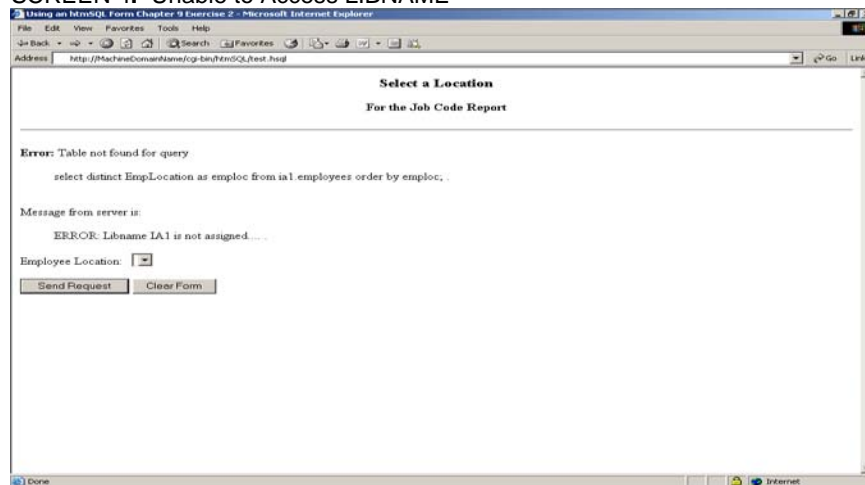 SCREEN 4. Unable to Access LIBNAME
Using an htmSQL Form Chapter 9 Exercise 2 - Microsoft Internet Explorer
File Edit View Favorites Tools Help
Back Search Favorites
Address http://MachineDomainName/cgi-bin/htmSQL/test.hsql Go Link
Select a Location
For the Job Code Report
Error: Table not found for query
select distinct EmpLocation as emploc from ia1.employees order by emploc; .
Message from server is:
ERROR: Libname IA1 is not assigned.... .
Employee Location:
Send Request Clear Form
Done Internet